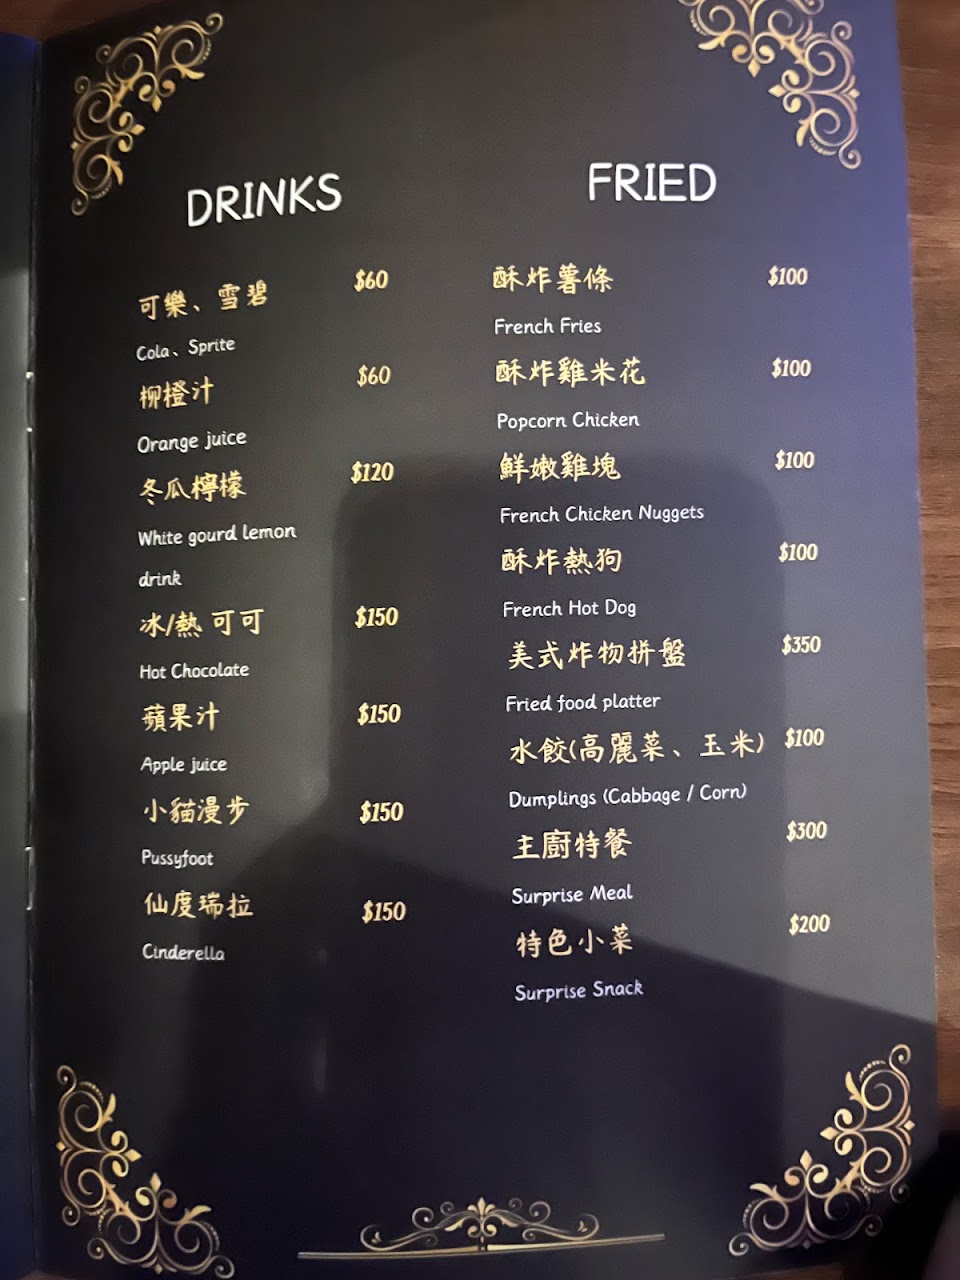 DRINKS
可樂、雪碧 $60
Cola、Sprite
柳橙汁 $60
Orange juice
冬瓜檸檬 $120
White gourd lemon
drink
冰/熱 可可 $150
Hot Chocolate
蘋果汁 $150
Apple juice
小貓漫步 $150
Pussyfoot
仙度瑞拉 $150
Cinderella
FRIED
酥炸薯條 $100
French Fries
酥炸雞米花 $100
Popcorn Chicken
鮮嫩雞塊 $100
French Chicken Nuggets
酥炸熱狗 $100
French Hot Dog
美式炸物拼盤 $350
Fried food platter
水餃(高麗菜、玉米) $100
Dumplings (Cabbage / Corn)
主廚特餐 $300
Surprise Meal
特色小菜 $200
Surprise Snack